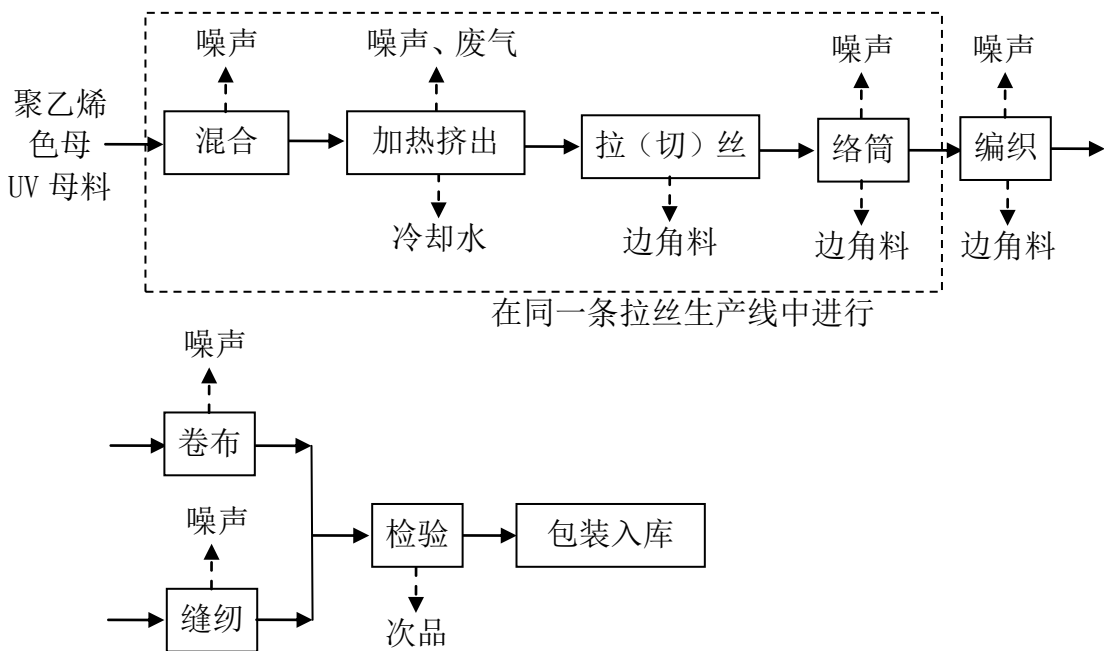 噪声
噪声、废气
噪声
噪声
聚乙烯
色母
UV 母料
混合
加热挤出
拉（切）丝
络筒
编织
冷却水
边角料
边角料
边角料
在同一条拉丝生产线中进行
噪声
卷布
噪声
检验
包装入库
缝纫
次品